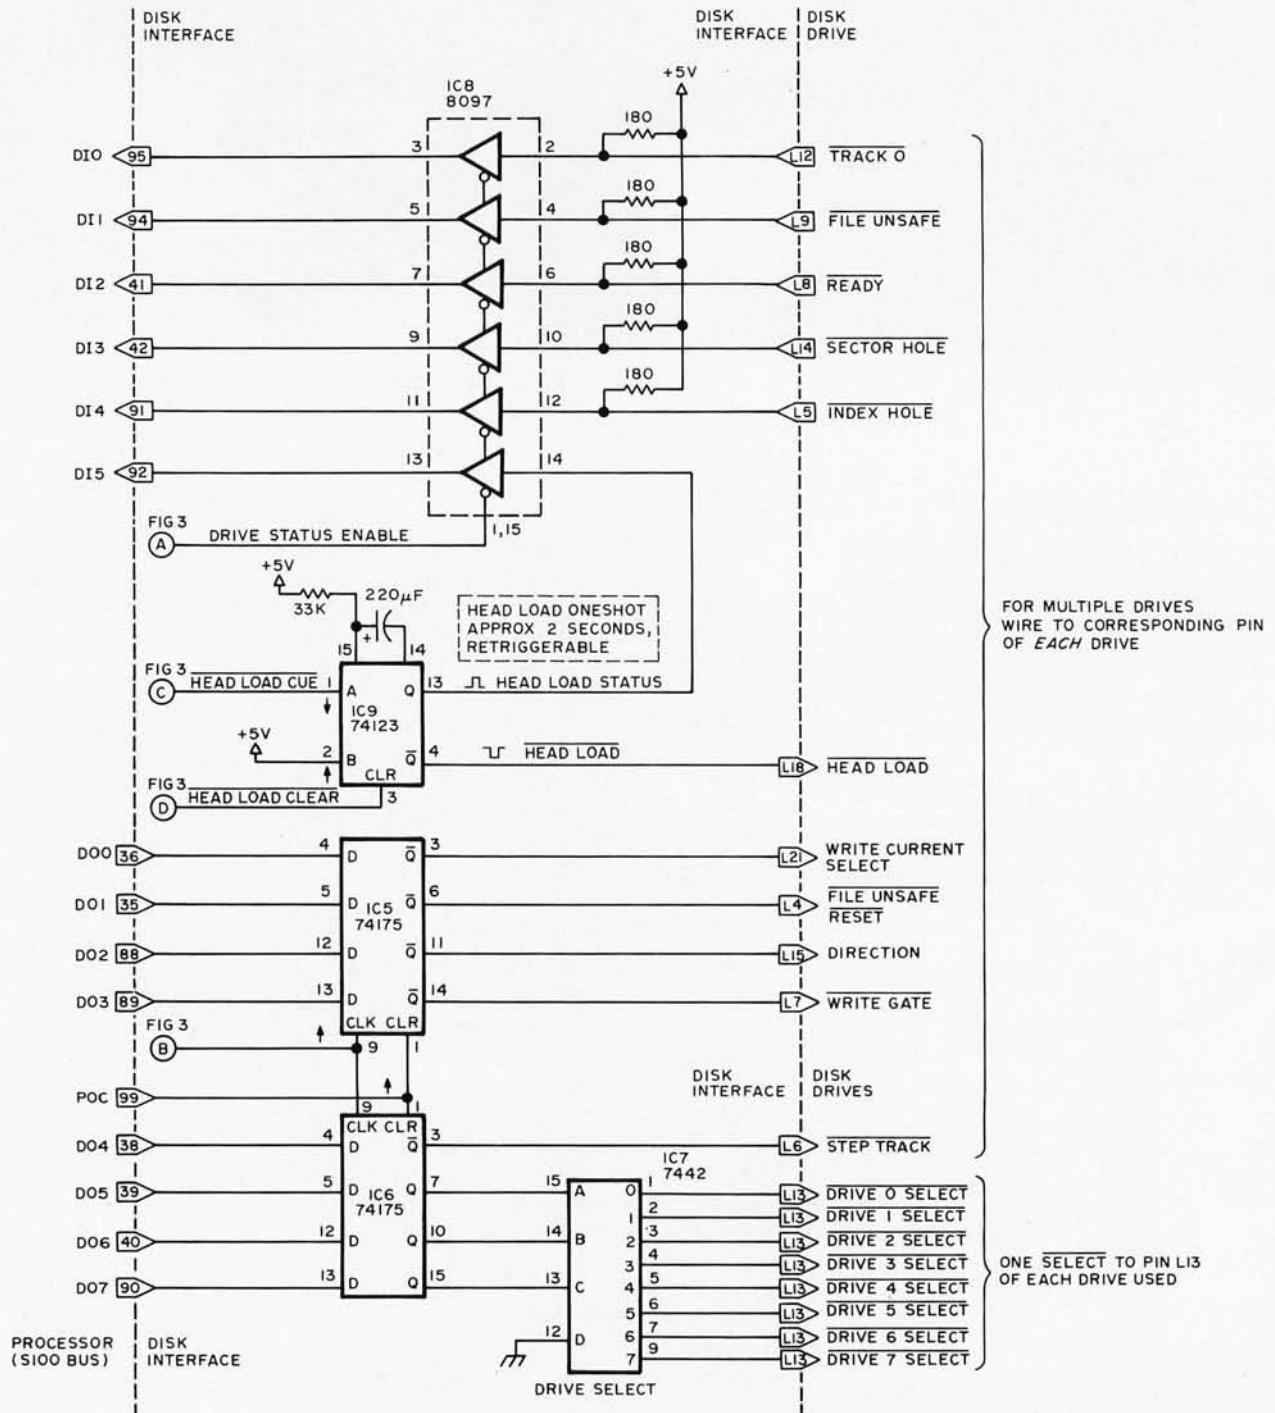 DISK
INTERFACE
DISK
INTERFACE
DISK
DRIVE
+5V
IC8
8097
DI0 95 3 2 180 L12 TRACK 0
DI1 94 5 4 180 L9 FILE UNSAFE
DI2 41 7 6 180 L8 READY
DI3 42 9 10 180 L14 SECTOR HOLE
DI4 91 11 12 180 L5 INDEX HOLE
DI5 92 13 14
FIG 3
A DRIVE STATUS ENABLE 1,15
+5V
33K
220µF
+
15 14
HEAD LOAD ONESHOT
APPROX 2 SECONDS,
RETRIGGERABLE
FIG 3
C HEAD LOAD CUE 1 A Q 13 HEAD LOAD STATUS
IC9
74123
+5V
2 B Q 4 HEAD LOAD L18 HEAD LOAD
CLR
FIG 3
D HEAD LOAD CLEAR 3
FOR MULTIPLE DRIVES
WIRE TO CORRESPONDING PIN
OF EACH DRIVE
DO0 36 4 D Q 3 L21 WRITE CURRENT
SELECT
DO1 35 5 D Q 6 L4 FILE UNSAFE
RESET
IC5
74175
DO2 88 12 D Q 11 L15 DIRECTION
DO3 89 13 D Q 14 L7 WRITE GATE
CLK CLR
FIG 3
B 9 1
DISK
INTERFACE
DISK
DRIVES
POC 99
9 1
CLK CLR
DO4 38 4 D Q 3 L6 STEP TRACK
IC7
7442
DO5 39 5 D Q 7 15 A 0 1 L13 DRIVE 0 SELECT
IC6
74175
1 2 L13 DRIVE 1 SELECT
DO6 40 12 D Q 10 14 B 2 3 L13 DRIVE 2 SELECT
3 4 L13 DRIVE 3 SELECT
DO7 90 13 D Q 15 13 C 4 5 L13 DRIVE 4 SELECT
5 6 L13 DRIVE 5 SELECT
12 D 6 7 L13 DRIVE 6 SELECT
7 9 L13 DRIVE 7 SELECT
ONE SELECT TO PIN L13
OF EACH DRIVE USED
PROCESSOR
(S100 BUS)
DISK
INTERFACE
DRIVE SELECT